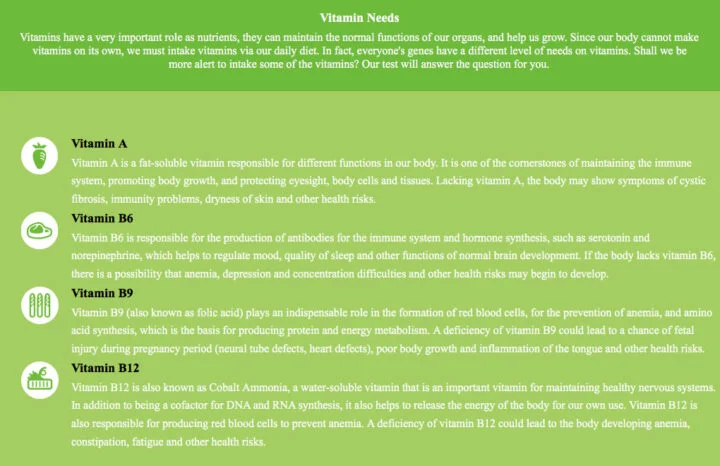 Vitamin Needs
Vitamins have a very important role as nutrients, they can maintain the normal functions of our organs, and help us grow. Since our body cannot make
vitamins on its own, we must intake vitamins via our daily diet. In fact, everyone's genes have a different level of needs on vitamins. Shall we be
more alert to intake some of the vitamins? Our test will answer the question for you.
Vitamin A
Vitamin A is a fat-soluble vitamin responsible for different functions in our body. It is one of the cornerstones of maintaining the immune
system, promoting body growth, and protecting eyesight, body cells and tissues. Lacking vitamin A, the body may show symptoms of cystic
fibrosis, immunity problems, dryness of skin and other health risks.
Vitamin B6
Vitamin B6 is responsible for the production of antibodies for the immune system and hormone synthesis, such as serotonin and
norepinephrine, which helps to regulate mood, quality of sleep and other functions of normal brain development. If the body lacks vitamin B6,
there is a possibility that anemia, depression and concentration difficulties and other health risks may begin to develop.
Vitamin B9
Vitamin B9 (also known as folic acid) plays an indispensable role in the formation of red blood cells, for the prevention of anemia, and amino
acid synthesis, which is the basis for producing protein and energy metabolism. A deficiency of vitamin B9 could lead to a chance of fetal
injury during pregnancy period (neural tube defects, heart defects), poor body growth and inflammation of the tongue and other health risks.
Vitamin B12
Vitamin B12 is also known as Cobalt Ammonia, a water-soluble vitamin that is an important vitamin for maintaining healthy nervous systems.
In addition to being a cofactor for DNA and RNA synthesis, it also helps to release the energy of the body for our own use. Vitamin B12 is
also responsible for producing red blood cells to prevent anemia. A deficiency of vitamin B12 could lead to the body developing anemia,
constipation, fatigue and other health risks.